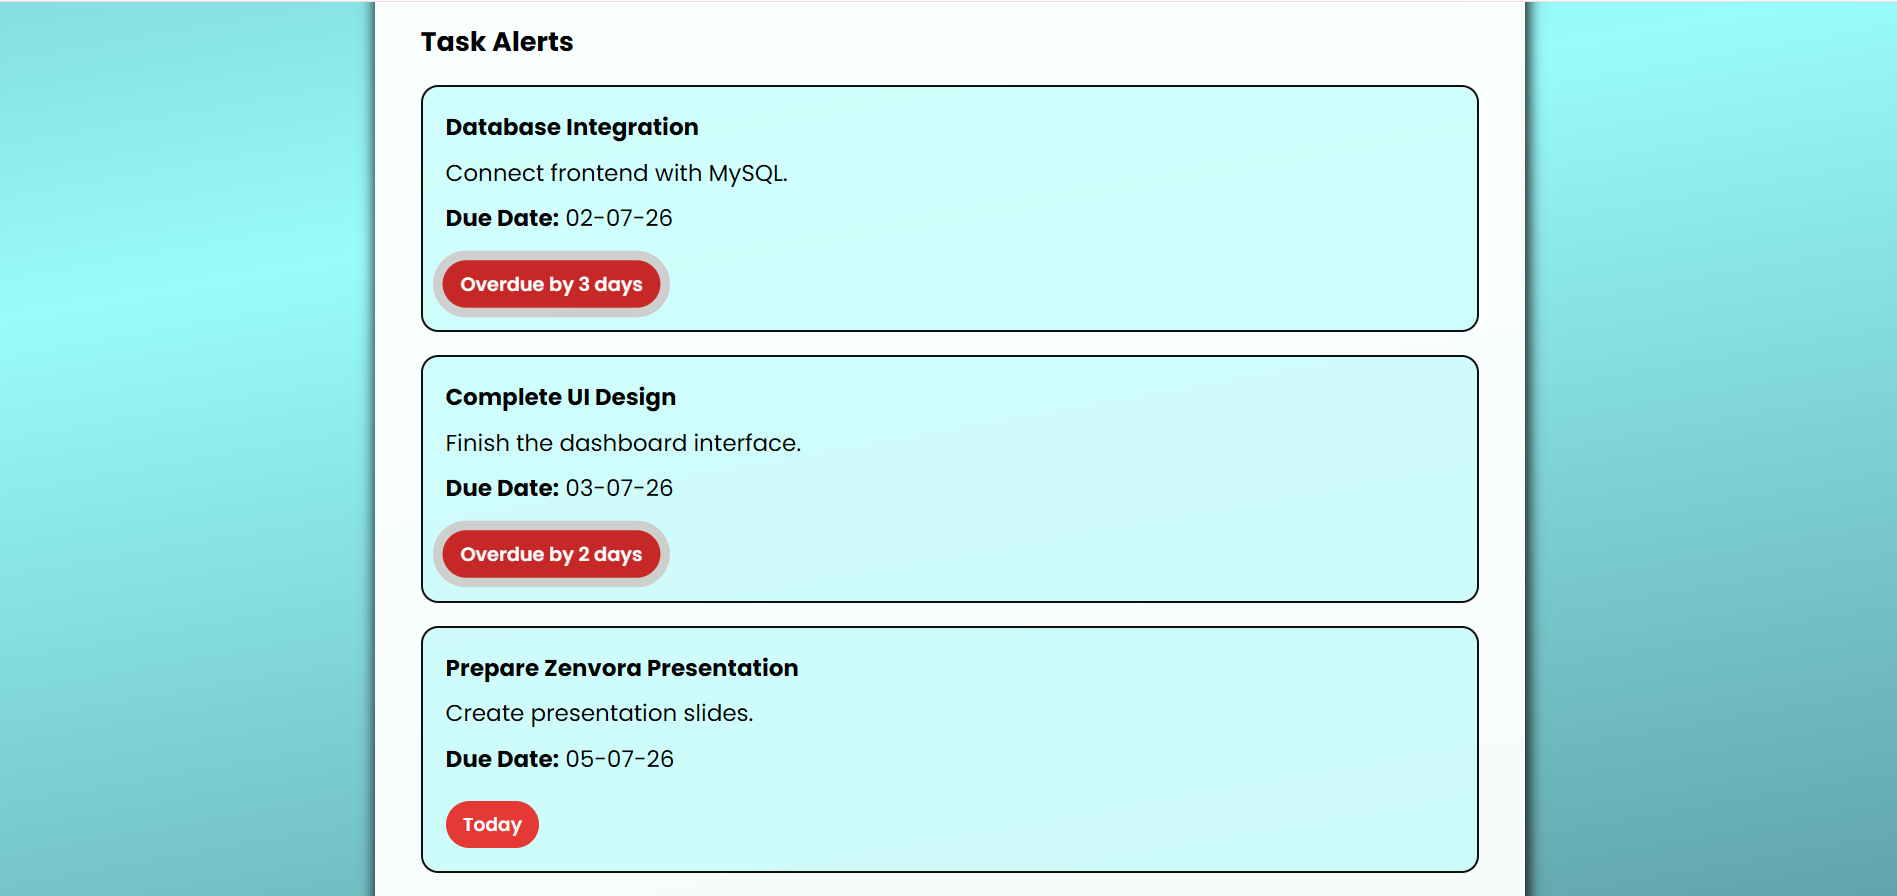 Task Alerts
Database Integration
Connect frontend with MySQL.
Due Date: 02-07-26
Overdue by 3 days
Complete UI Design
Finish the dashboard interface.
Due Date: 03-07-26
Overdue by 2 days
Prepare Zenvora Presentation
Create presentation slides.
Due Date: 05-07-26
Today